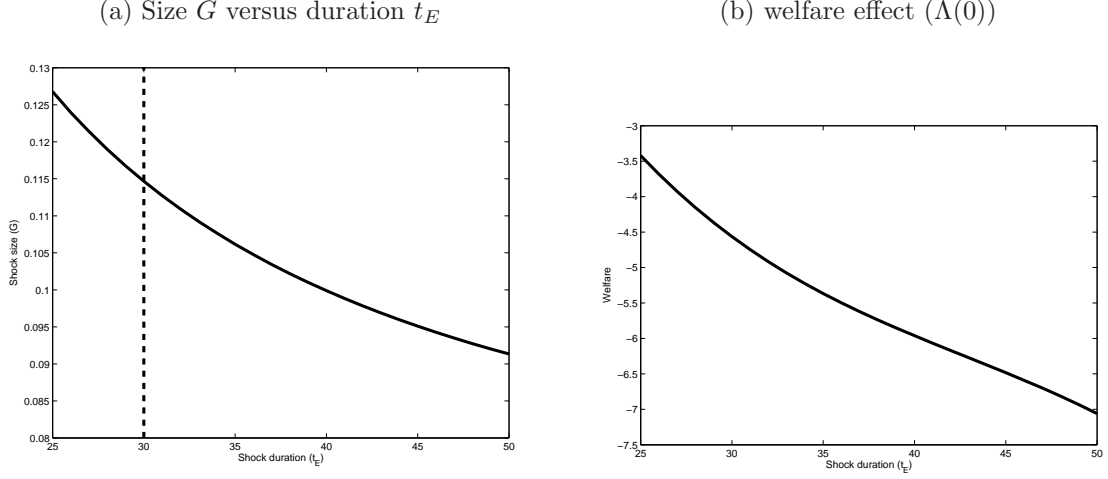 (a) Size G versus duration t_E
(b) welfare effect (Λ(0))
0.13
0.125
0.12
0.115
0.11
0.105
0.1
0.095
0.09
0.085
0.08
Shock size (G)
25 30 35 40 45 50
Shock duration (t_E)
-3
-3.5
-4
-4.5
-5
-5.5
-6
-6.5
-7
-7.5
Welfare
25 30 35 40 45 50
Shock duration (t_E)